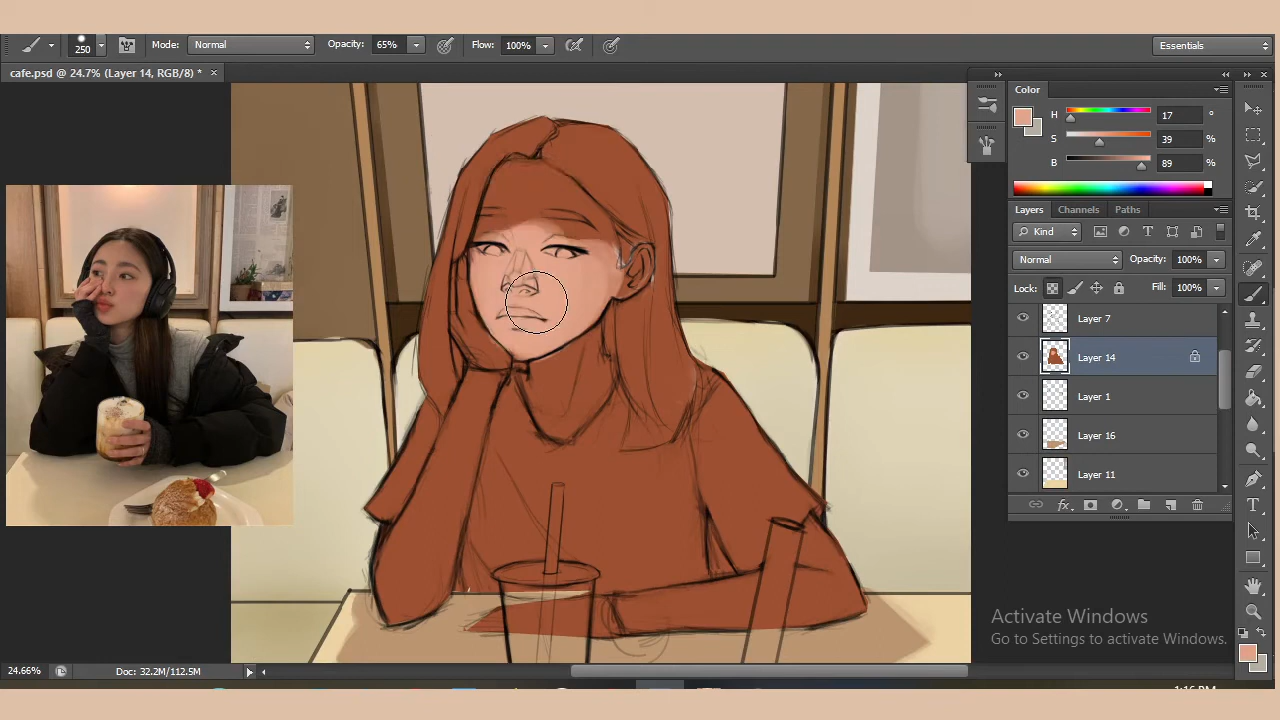 250 Mode: Normal Opacity: 65% Flow: 100% Essentials
cafe.psd @ 24.7% (Layer 14, RGB/8) * ×
Color
H 17 °
S 39 %
B 89 %
Layers Channels Paths
Kind
Normal Opacity: 100%
Lock: Fill: 100%
Layer 7
Layer 14
Layer 1
Layer 16
Layer 11
fx
T
Activate Windows
Go to Settings to activate Windows.
24.66% Doc: 32.2M/112.5M